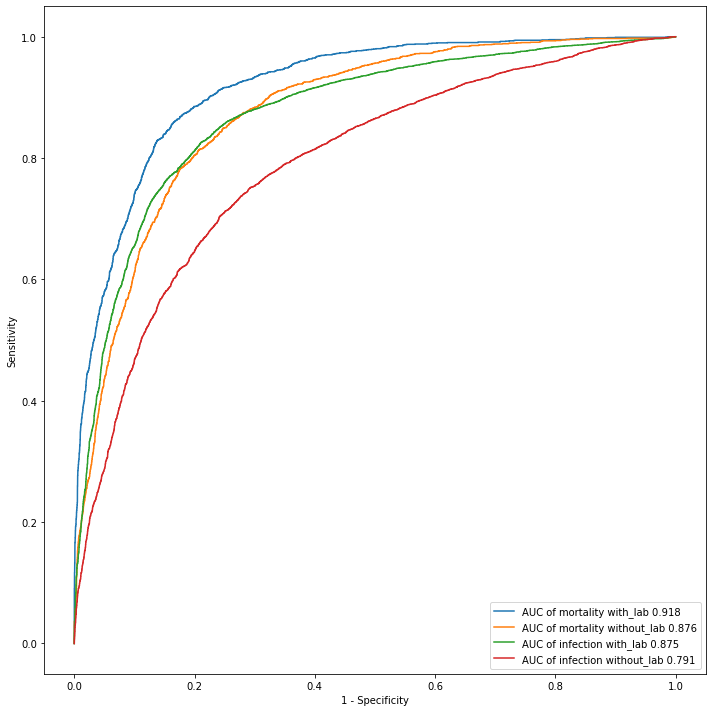 1.0
0.8
0.6
0.4
0.2
0.0
Sensitivity
AUC of mortality with_lab 0.918
AUC of mortality without_lab 0.876
AUC of infection with_lab 0.875
AUC of infection without_lab 0.791
0.0 0.2 0.4 0.6 0.8 1.0
1 - Specificity